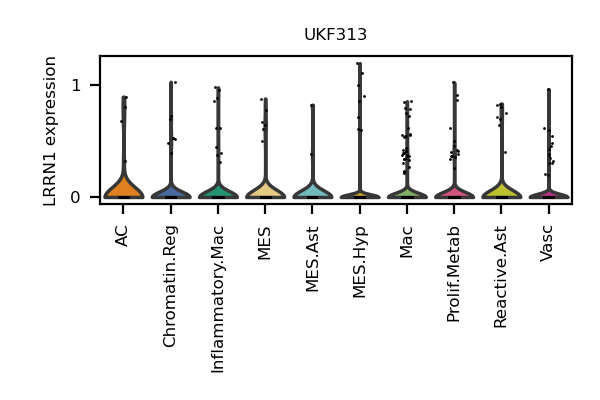 UKF313
LRRN1 expression
1
0
AC
Chromatin.Reg
Inflammatory.Mac
MES
MES.Ast
MES.Hyp
Mac
Prolif.Metab
Reactive.Ast
Vasc